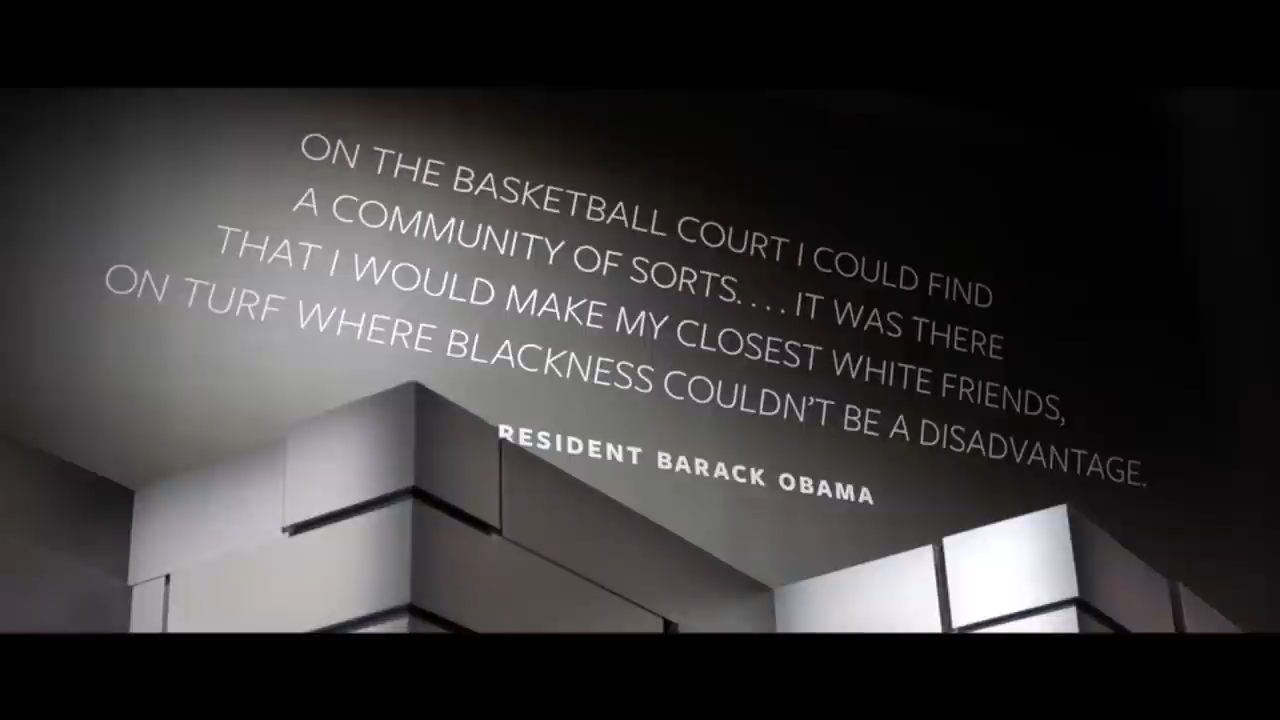 ON THE BASKETBALL COURT I COULD FIND
A COMMUNITY OF SORTS.... IT WAS THERE
THAT I WOULD MAKE MY CLOSEST WHITE FRIENDS,
ON TURF WHERE BLACKNESS COULDN'T BE A DISADVANTAGE.
RESIDENT BARACK OBAMA